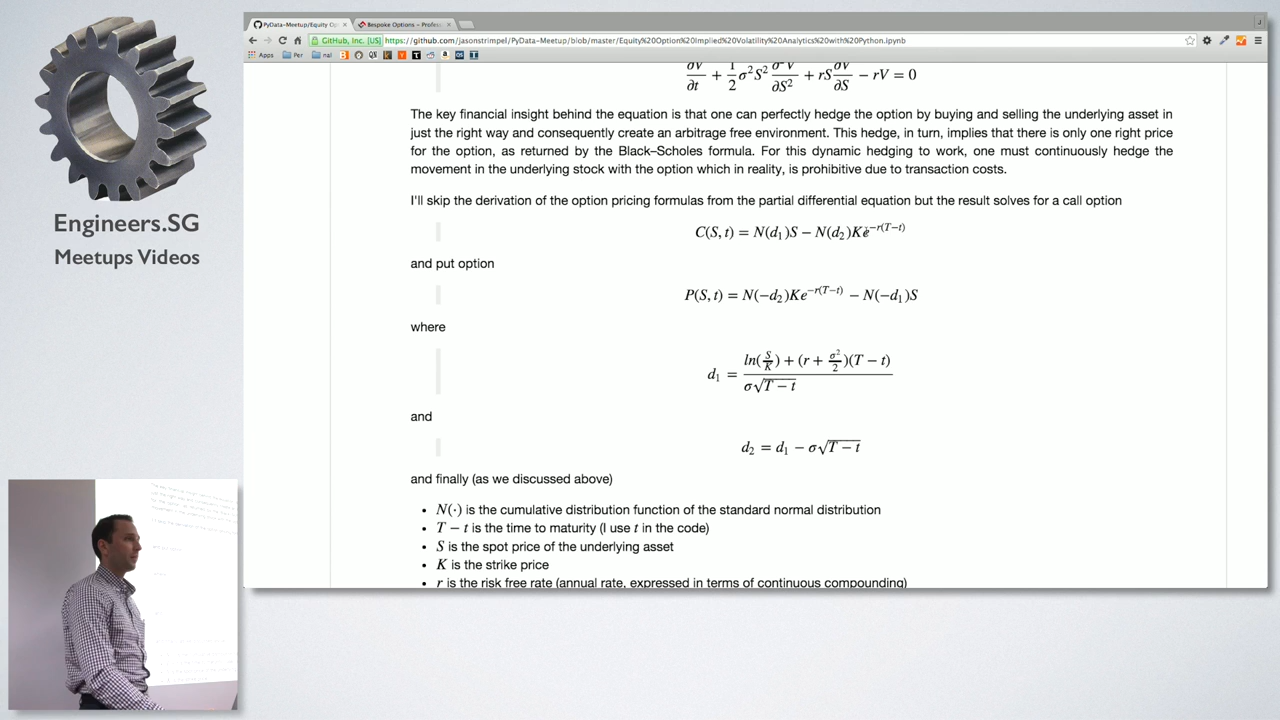 PyData-Meetup/Equity Op
Bespoke Options – Profess
GitHub, Inc. [US] https://github.com/jasonstrimpel/PyData-Meetup/blob/master/Equity%20Option%20Implied%20Volatility%20Analytics%20with%20Python.ipynb
Apps Per nal
∂V/∂t + 1/2 σ²S² ∂²V/∂S² + rS ∂V/∂S − rV = 0
The key financial insight behind the equation is that one can perfectly hedge the option by buying and selling the underlying asset in
just the right way and consequently create an arbitrage free environment. This hedge, in turn, implies that there is only one right price
for the option, as returned by the Black–Scholes formula. For this dynamic hedging to work, one must continuously hedge the
movement in the underlying stock with the option which in reality, is prohibitive due to transaction costs.
I'll skip the derivation of the option pricing formulas from the partial differential equation but the result solves for a call option
C(S, t) = N(d₁)S − N(d₂)Ke^−r(T−t)
and put option
P(S, t) = N(−d₂)Ke^−r(T−t) − N(−d₁)S
where
d₁ = (ln(S/K) + (r + σ²/2)(T − t)) / (σ√(T − t))
and
d₂ = d₁ − σ√(T − t)
and finally (as we discussed above)
• N(·) is the cumulative distribution function of the standard normal distribution
• T − t is the time to maturity (I use t in the code)
• S is the spot price of the underlying asset
• K is the strike price
• r is the risk free rate (annual rate, expressed in terms of continuous compounding)
Engineers.SG
Meetups Videos